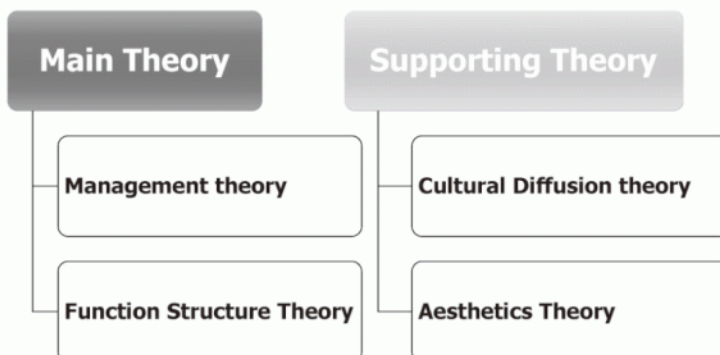 Main Theory
Supporting Theory
Management theory
Cultural Diffusion theory
Function Structure Theory
Aesthetics Theory